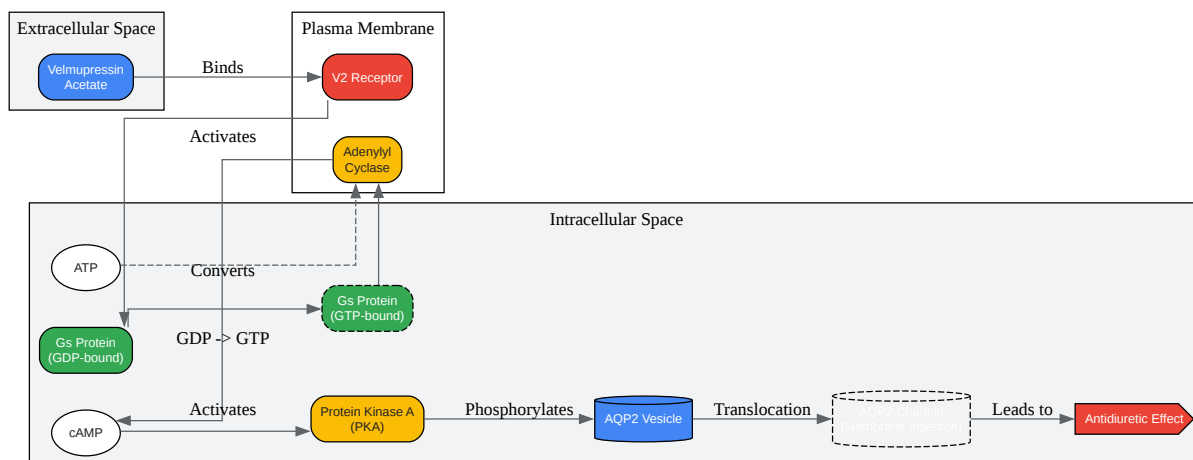 Extracellular Space
Plasma Membrane
Velmupressin
Acetate
Binds
V2 Receptor
Activates
Adenylyl
Cyclase
Intracellular Space
ATP
Converts
Gs Protein
(GTP-bound)
GDP -> GTP
Gs Protein
(GDP-bound)
cAMP
Activates
Protein Kinase A
(PKA)
Phosphorylates
AQP2 Vesicle
Translocation
AQP2 Channel
(Membrane Insertion)
Leads to
Antidiuretic Effect